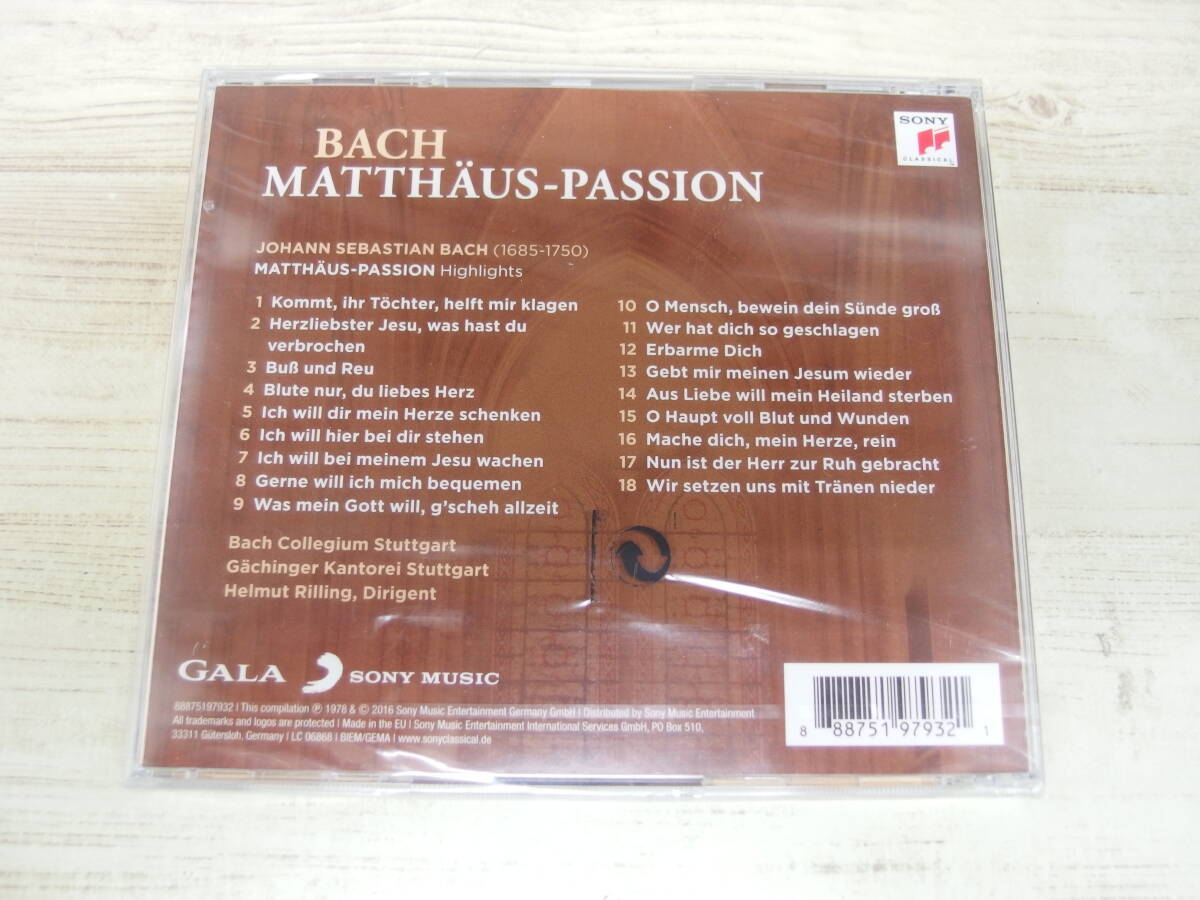 BACH
MATTHÄUS-PASSION
SONY
CLASSICAL
JOHANN SEBASTIAN BACH (1685-1750)
MATTHÄUS-PASSION Highlights
1 Kommt, ihr Töchter, helft mir klagen
2 Herzliebster Jesu, was hast du
verbrochen
3 Buß und Reu
4 Blute nur, du liebes Herz
5 Ich will dir mein Herze schenken
6 Ich will hier bei dir stehen
7 Ich will bei meinem Jesu wachen
8 Gerne will ich mich bequemen
9 Was mein Gott will, g'scheh allzeit
10 O Mensch, bewein dein Sünde groß
11 Wer hat dich so geschlagen
12 Erbarme Dich
13 Gebt mir meinen Jesum wieder
14 Aus Liebe will mein Heiland sterben
15 O Haupt voll Blut und Wunden
16 Mache dich, mein Herze, rein
17 Nun ist der Herr zur Ruh gebracht
18 Wir setzen uns mit Tränen nieder
Bach Collegium Stuttgart
Gächinger Kantorei Stuttgart
Helmut Rilling, Dirigent
GALA SONY MUSIC
88875197932 | This compilation ℗ 1978 & © 2016 Sony Music Entertainment Germany GmbH | Distributed by Sony Music Entertainment
All trademarks and logos are protected | Made in the EU | Sony Music Entertainment International Services GmbH, PO Box 510,
33311 Gütersloh, Germany | LC 06868 | BIEM/GEMA | www.sonyclassical.de
8 88751 97932 1